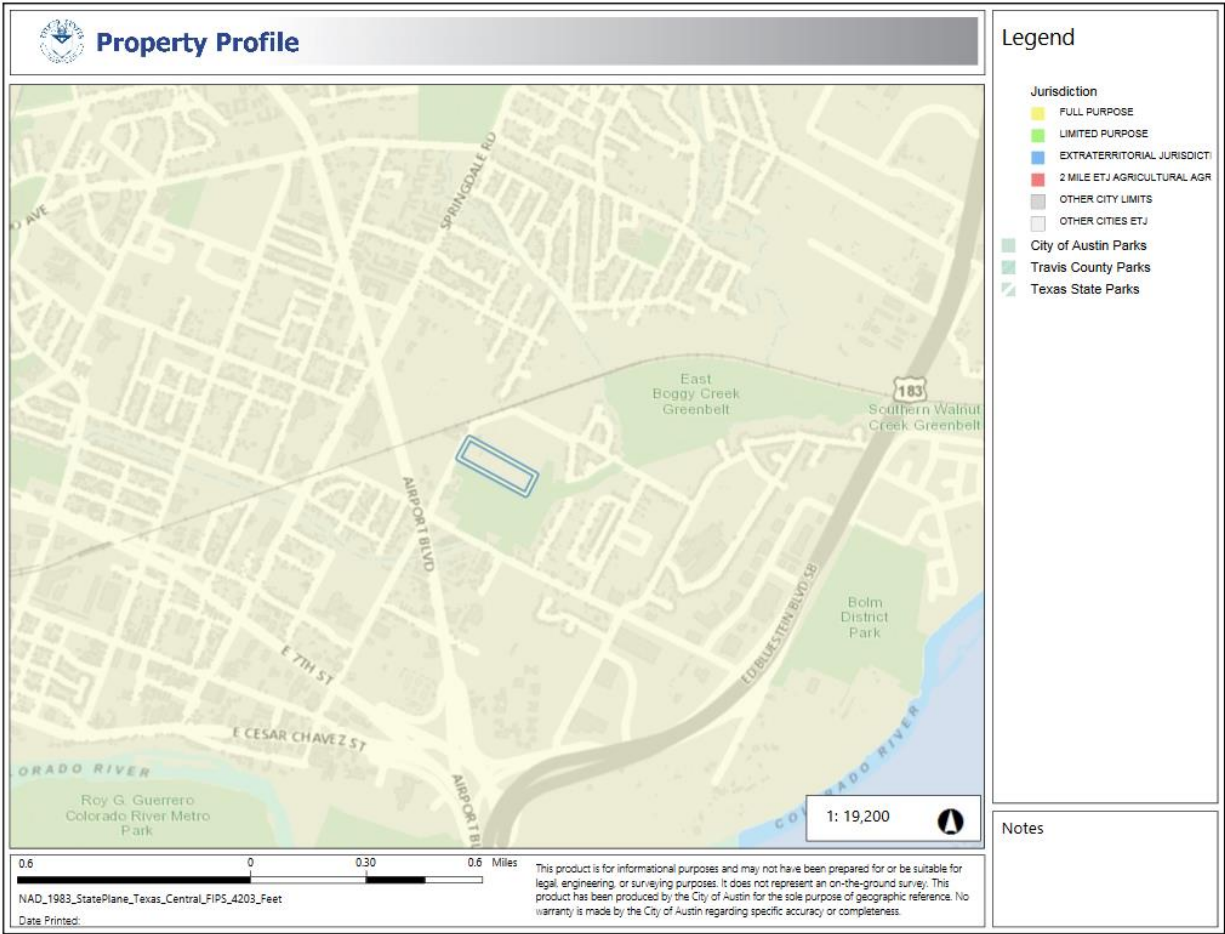 Property Profile
SPRINGDALE RD
O AVE
East
Boggy Creek
Greenbelt
183
Southern Walnut
Creek Greenbelt
AIRPORT BLVD
ED BLUESTEIN BLVD SB
Bolm
District
Park
E 7TH ST
E CESAR CHAVEZ ST
ORADO RIVER
Roy G. Guerrero
Colorado River Metro
Park
AIRPORT BL
COLORADO RIVER
1: 19,200
Legend
Jurisdiction
FULL PURPOSE
LIMITED PURPOSE
EXTRATERRITORIAL JURISDICTI
2 MILE ETJ AGRICULTURAL AGR
OTHER CITY LIMITS
OTHER CITIES ETJ
City of Austin Parks
Travis County Parks
Texas State Parks
Notes
0.6 0 0.30 0.6 Miles
NAD_1983_StatePlane_Texas_Central_FIPS_4203_Feet
Date Printed:
This product is for informational purposes and may not have been prepared for or be suitable for
legal, engineering, or surveying purposes. It does not represent an on-the-ground survey. This
product has been produced by the City of Austin for the sole purpose of geographic reference. No
warranty is made by the City of Austin regarding specific accuracy or completeness.